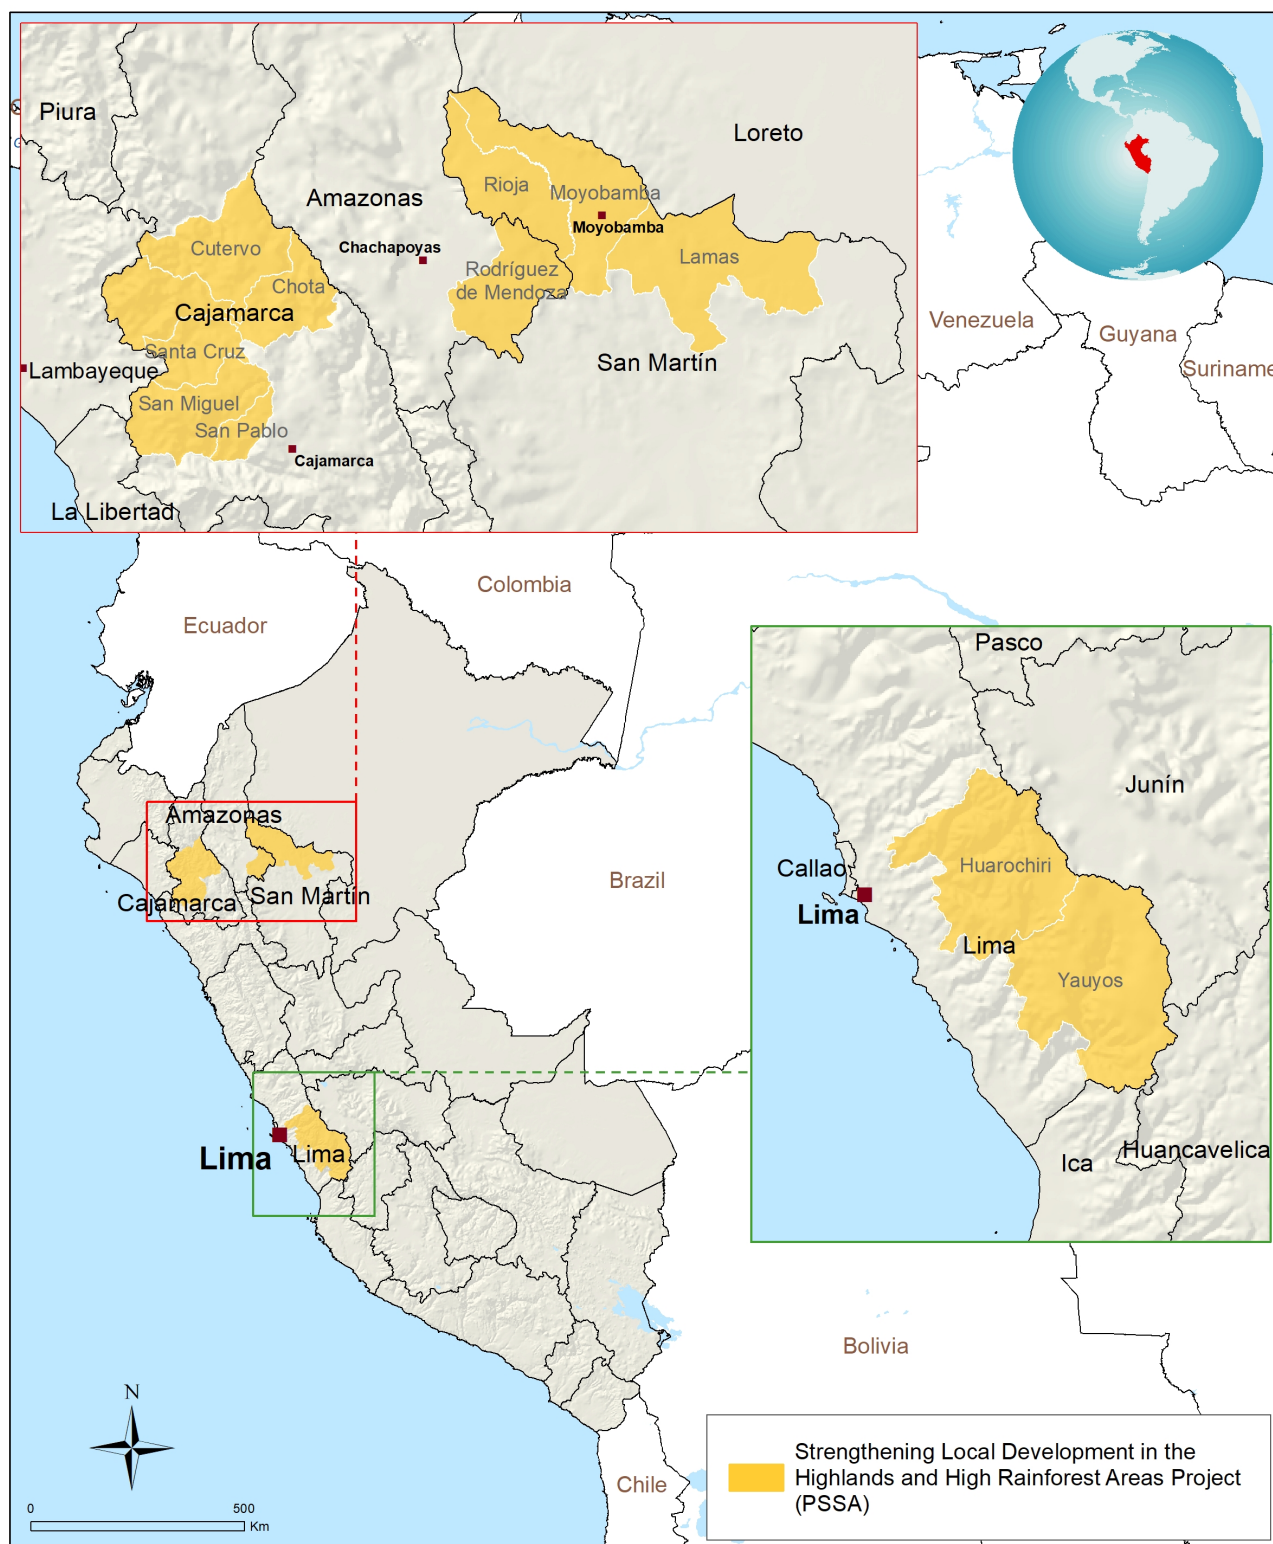 Piura
Loreto
Rioja
Moyobamba
Amazonas
Moyobamba
Chachapoyas
Cutervo
Lamas
Rodríguez
de Mendoza
Chota
Cajamarca
Santa Cruz
San Martín
Lambayeque
San Miguel
San Pablo
Cajamarca
La Libertad
Venezuela
Guyana
Suriname
Colombia
Ecuador
Pasco
Junín
Amazonas
Huarochiri
Callao
Brazil
Cajamarca
San Martín
Lima
Lima
Yauyos
Lima
Lima
Huancavelica
Ica
Bolivia
N
Chile
0 500
Km
Strengthening Local Development in the
Highlands and High Rainforest Areas Project
(PSSA)